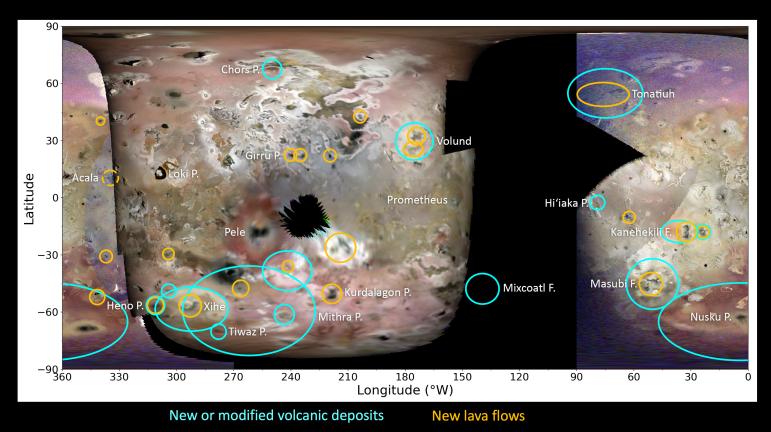 90
60
30
0
−30
−60
−90
Latitude
Chors P.
Tonatiuh
Volund
Girru P.
Acala
Loki P.
Prometheus
Hi'iaka P.
Pele
Kanehekili F.
Masubi F.
Mixcoatl F.
Kurdalagon P.
Heno P.
Xihe
Mithra P.
Nusku P.
Tiwaz P.
360 330 300 270 240 210 180 150 120 90 60 30 0
Longitude (°W)
New or modified volcanic deposits New lava flows